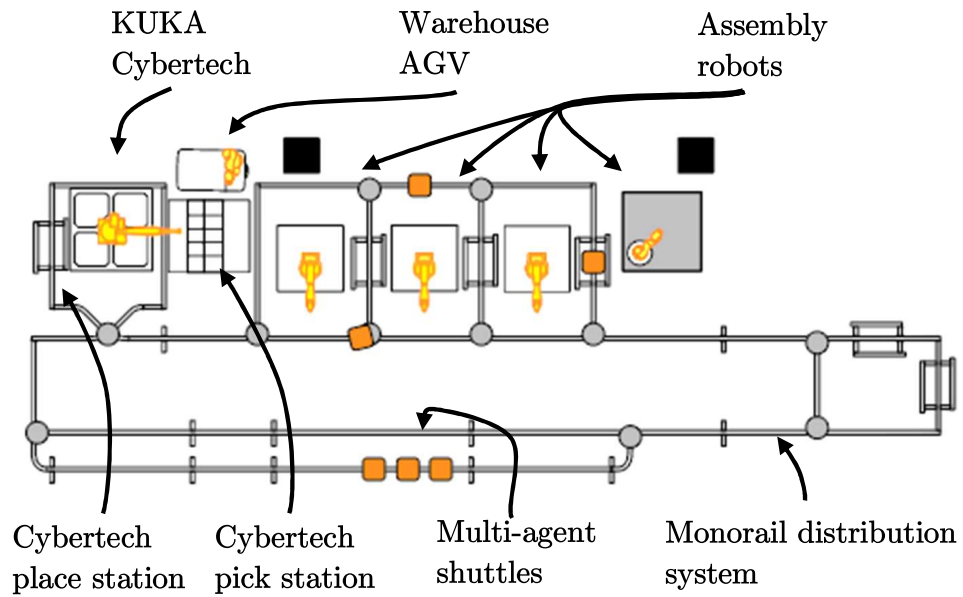 KUKA
Cybertech
Warehouse
AGV
Assembly
robots
Cybertech
place station
Cybertech
pick station
Multi-agent
shuttles
Monorail distribution
system